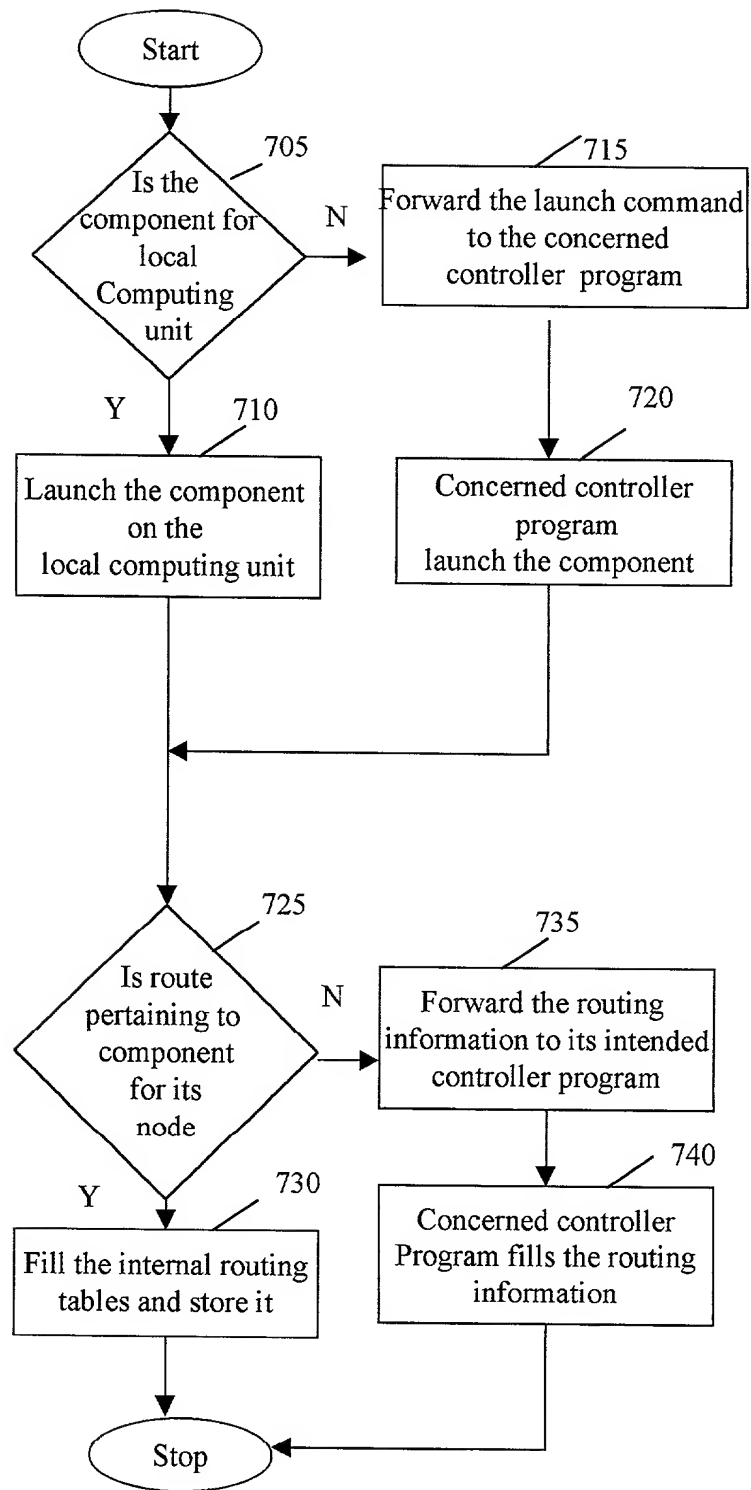 Start
705
Is the
component for
local
Computing
unit
N
715
Forward the launch command
to the concerned
controller program
Y
710
Launch the component
on the
local computing unit
720
Concerned controller
program
launch the component
725
Is route
pertaining to
component
for its
node
N
735
Forward the routing
information to its intended
controller program
Y
730
Fill the internal routing
tables and store it
740
Concerned controller
Program fills the routing
information
Stop